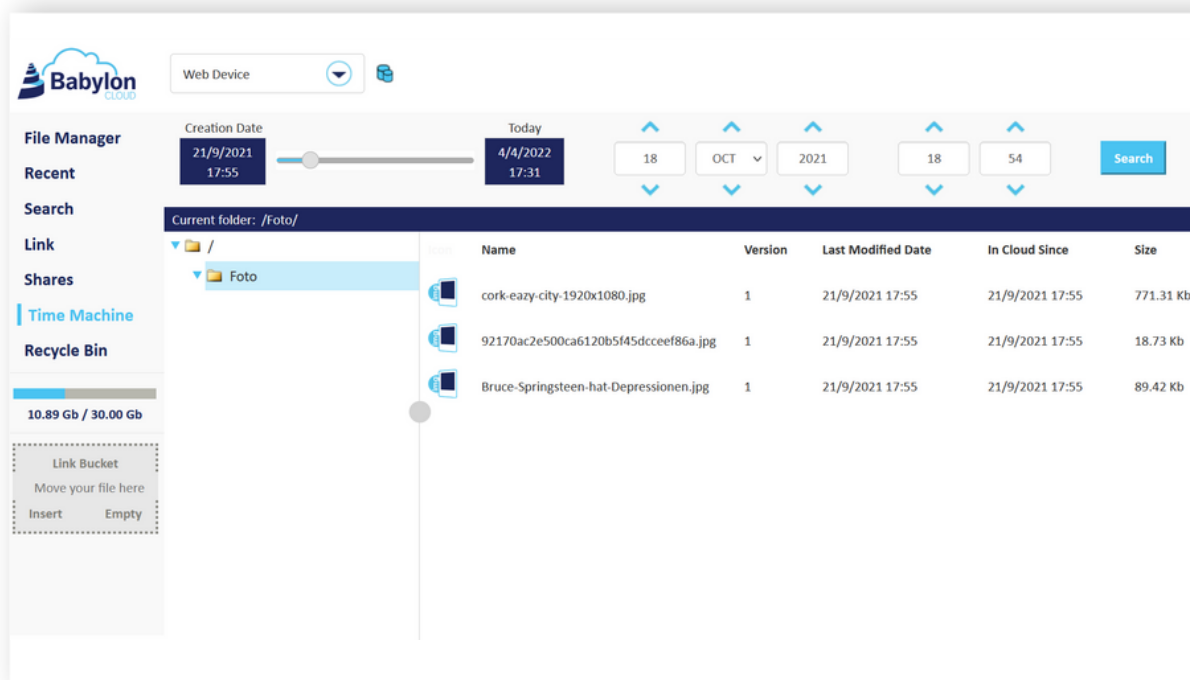 Babylon
CLOUD
Web Device
File Manager
Recent
Search
Link
Shares
Time Machine
Recycle Bin
10.89 Gb / 30.00 Gb
Link Bucket
Move your file here
Insert Empty
Creation Date
21/9/2021
17:55
Today
4/4/2022
17:31
18 OCT 2021 18 54
Search
Current folder: /Foto/
/
Foto
Name Version Last Modified Date In Cloud Since Size
cork-eazy-city-1920x1080.jpg 1 21/9/2021 17:55 21/9/2021 17:55 771.31 Kb
92170ac2e500ca6120b5f45dcceef86a.jpg 1 21/9/2021 17:55 21/9/2021 17:55 18.73 Kb
Bruce-Springsteen-hat-Depressionen.jpg 1 21/9/2021 17:55 21/9/2021 17:55 89.42 Kb